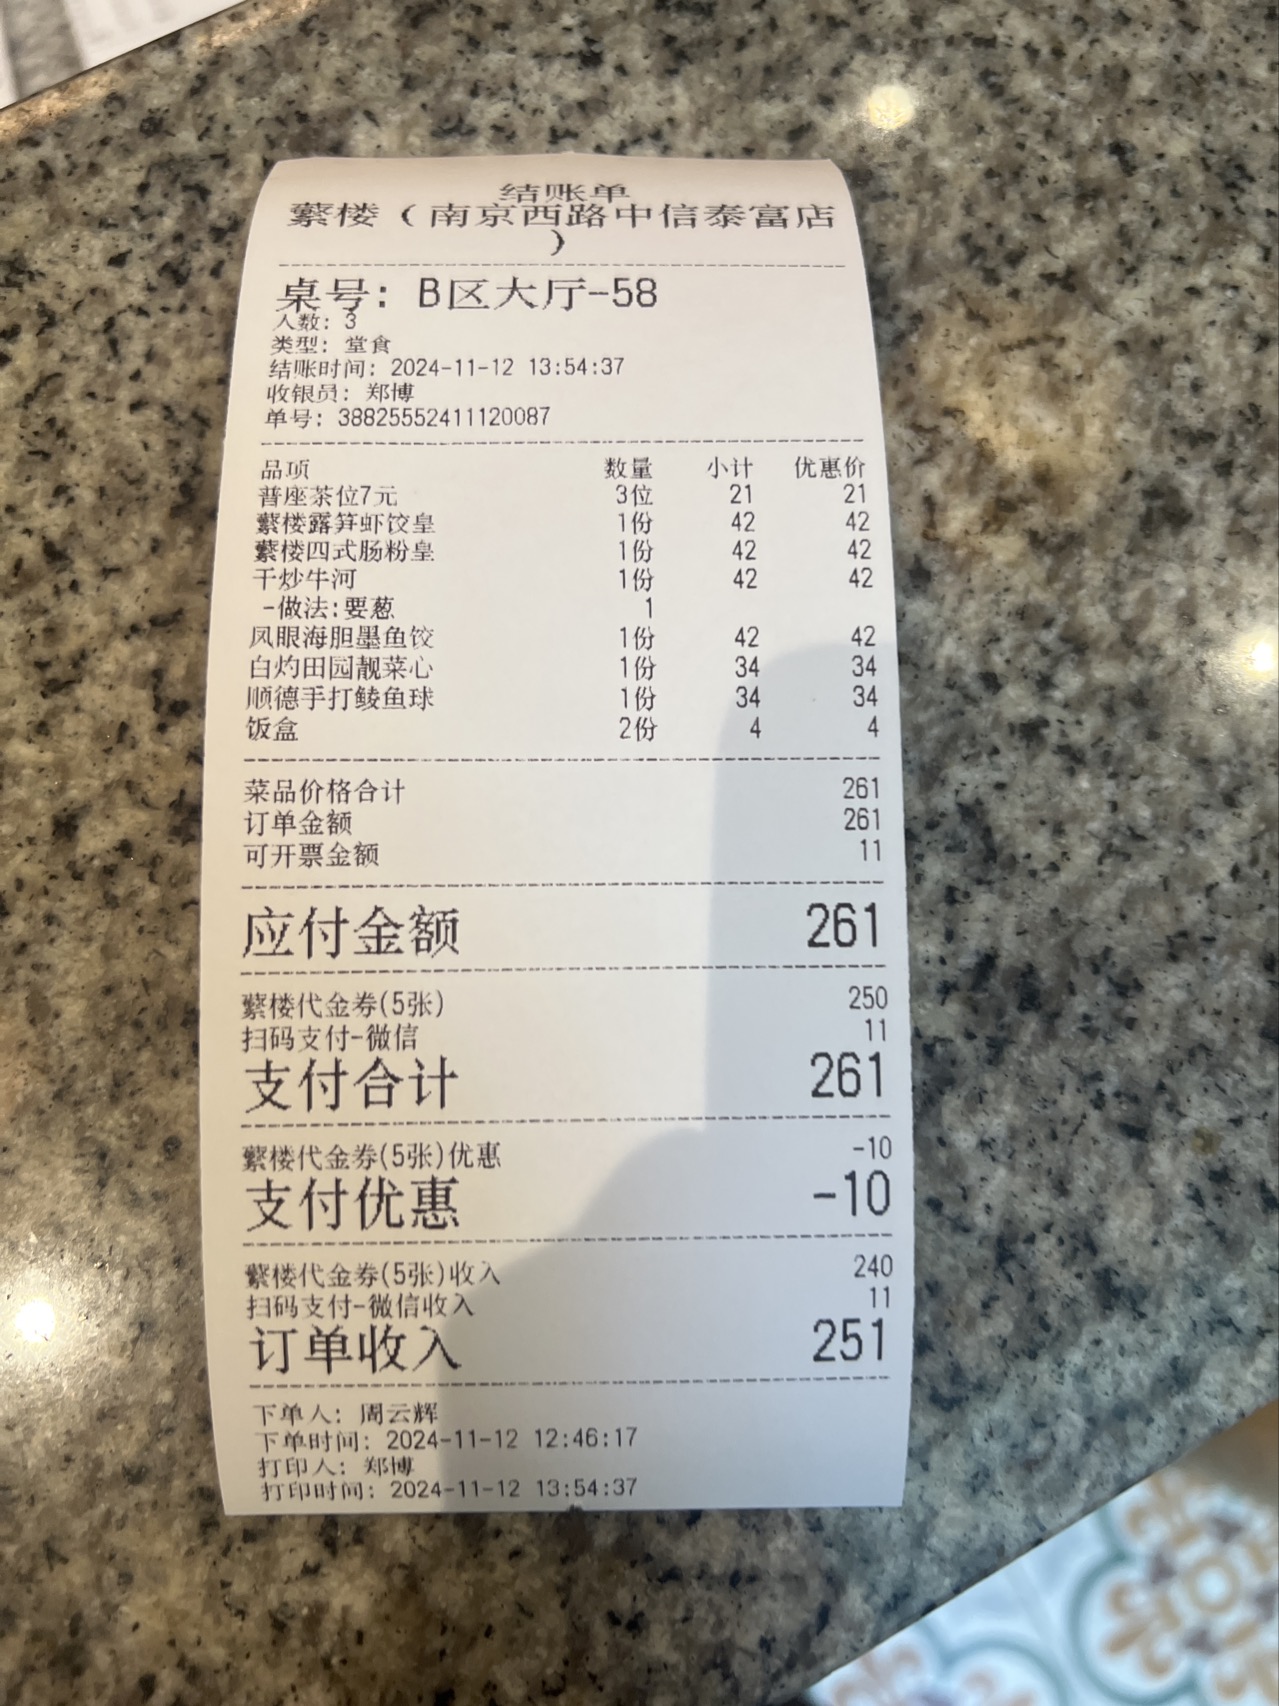 结账单
蘩楼（南京西路中信泰富店
）
桌号: B区大厅-58
人数: 3
类型: 堂食
结账时间: 2024-11-12 13:54:37
收银员: 郑博
单号: 38825552411120087
品项 数量 小计 优惠价
普座茶位7元 3位 21 21
蘩楼露笋虾饺皇 1份 42 42
蘩楼四式肠粉皇 1份 42 42
干炒牛河 1份 42 42
-做法:要葱 1
凤眼海胆墨鱼饺 1份 42 42
白灼田园靓菜心 1份 34 34
顺德手打鲮鱼球 1份 34 34
饭盒 2份 4 4
菜品价格合计 261
订单金额 261
可开票金额 11
应付金额 261
蘩楼代金券(5张) 250
扫码支付-微信 11
支付合计 261
蘩楼代金券(5张)优惠 -10
支付优惠 -10
蘩楼代金券(5张)收入 240
扫码支付-微信收入 11
订单收入 251
下单人: 周云辉
下单时间: 2024-11-12 12:46:17
打印人: 郑博
打印时间: 2024-11-12 13:54:37